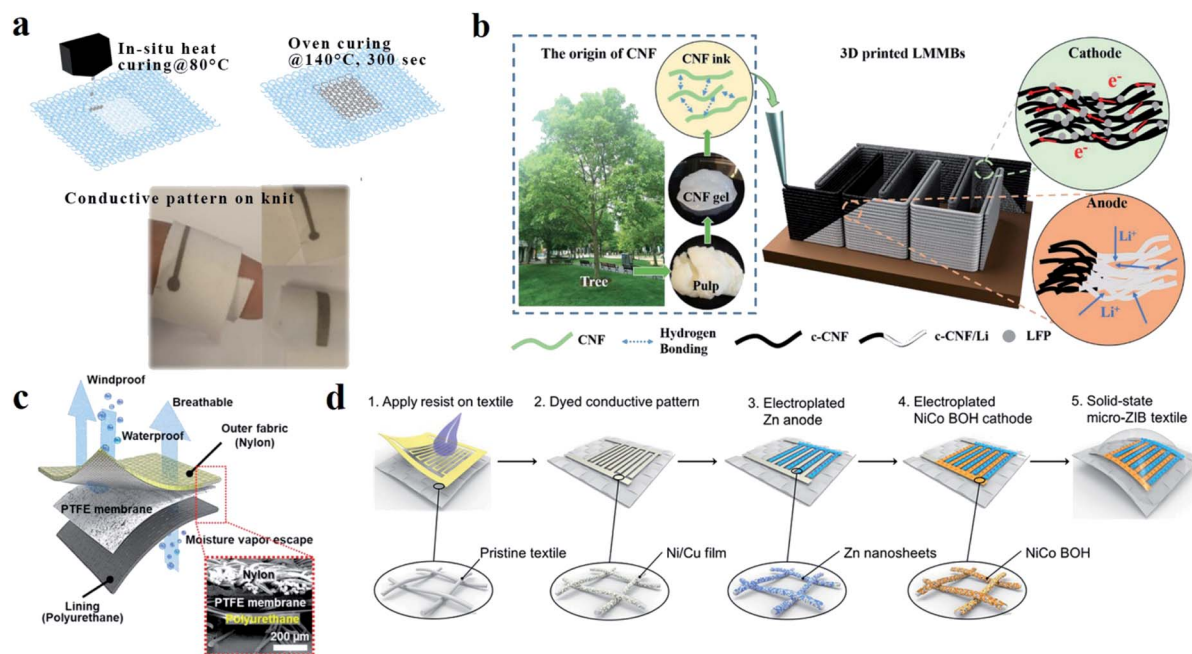 a
In-situ heat
curing@80°C
Oven curing
@140°C, 300 sec
Conductive pattern on knit
b
The origin of CNF
CNF ink
CNF gel
Pulp
Tree
3D printed LMMBs
Cathode
e-
e-
Anode
Li+
Li+
CNF
Hydrogen
Bonding
c-CNF
c-CNF/Li
LFP
c
Windproof
Waterproof
Breathable
Outer fabric
(Nylon)
PTFE membrane
Moisture vapor escape
Lining
(Polyurethane)
Nylon
PTFE membrane
Polyurethane
200 µm
d
1. Apply resist on textile
2. Dyed conductive pattern
3. Electroplated
Zn anode
4. Electroplated
NiCo BOH cathode
5. Solid-state
micro-ZIB textile
Pristine textile
Ni/Cu film
Zn nanosheets
NiCo BOH